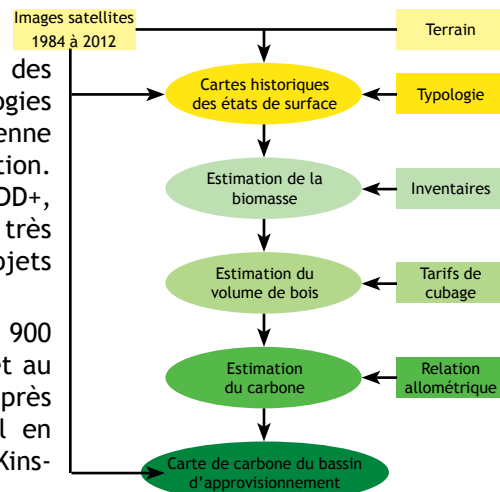 Images satellites
1984 à 2012
Terrain
des
ogies
enne
tion.
DD+,
très
ojets
900
et au
près
l en
Kins-
Cartes historiques
des états de surface
Typologie
Estimation de la
biomasse
Inventaires
Estimation du
volume de bois
Tarifs de
cubage
Estimation
du carbone
Relation
allométrique
Carte de carbone du bassin
d’approvisionnement